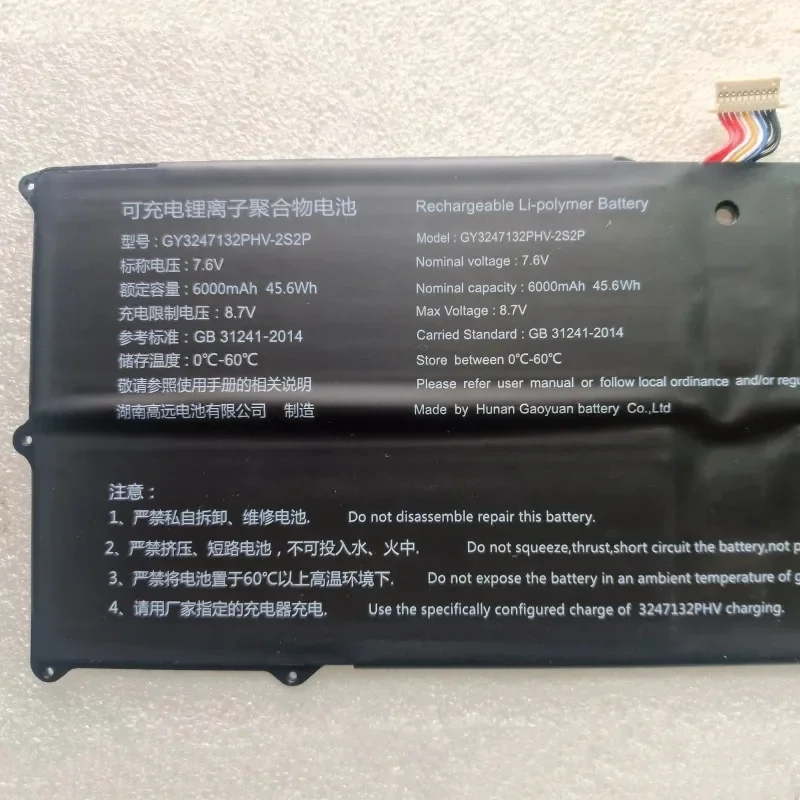 可充电锂离子聚合物电池 Rechargeable Li-polymer Battery
型号 : GY3247132PHV-2S2P Model : GY3247132PHV-2S2P
标称电压 : 7.6V Nominal voltage : 7.6V
额定容量 : 6000mAh 45.6Wh Nominal capacity : 6000mAh 45.6Wh
充电限制电压 : 8.7V Max Voltage : 8.7V
参考标准 : GB 31241-2014 Carried Standard : GB 31241-2014
储存温度 : 0℃-60℃ Store between 0℃-60℃
敬请参照使用手册的相关说明 Please refer user manual or follow local ordinance and/or regu
湖南高远电池有限公司 制造 Made by Hunan Gaoyuan battery Co.,Ltd
注意 :
1、严禁私自拆卸、维修电池. Do not disassemble repair this battery.
2、严禁挤压、短路电池，不可投入水、火中. Do not squeeze,thrust,short circuit the battery,not p
3、严禁将电池置于60℃以上高温环境下. Do not expose the battery in an ambient temperature of g
4、请用厂家指定的充电器充电. Use the specifically configured charge of 3247132PHV charging.